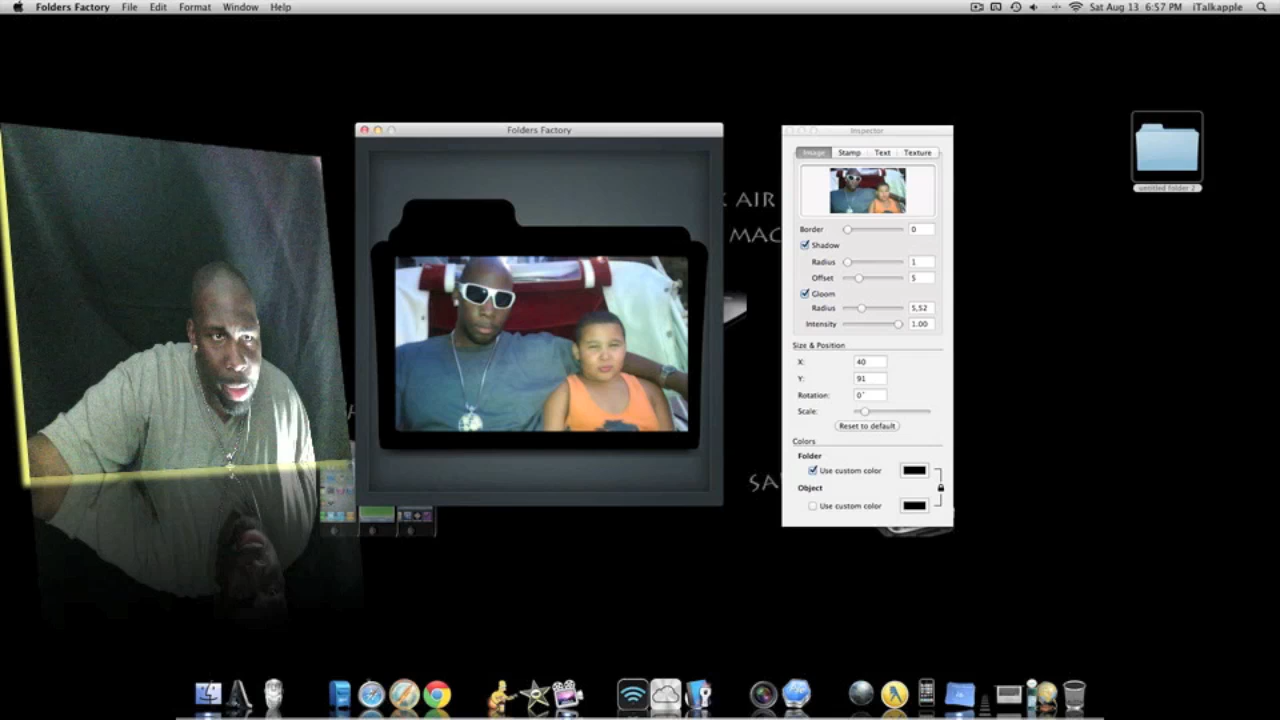 Folders Factory File Edit Format Window Help Sat Aug 13 6:57 PM iTalkapple
Folders Factory
Inspector
Image Stamp Text Texture
AIR
MAC
SA
Border 0
Shadow
Radius 1
Offset 5
Gloom
Radius 5,52
Intensity 1.00
Size & Position
X: 40
Y: 91
Rotation: 0°
Scale:
Reset to default
Colors
Folder
Use custom color
Object
Use custom color
untitled folder 2